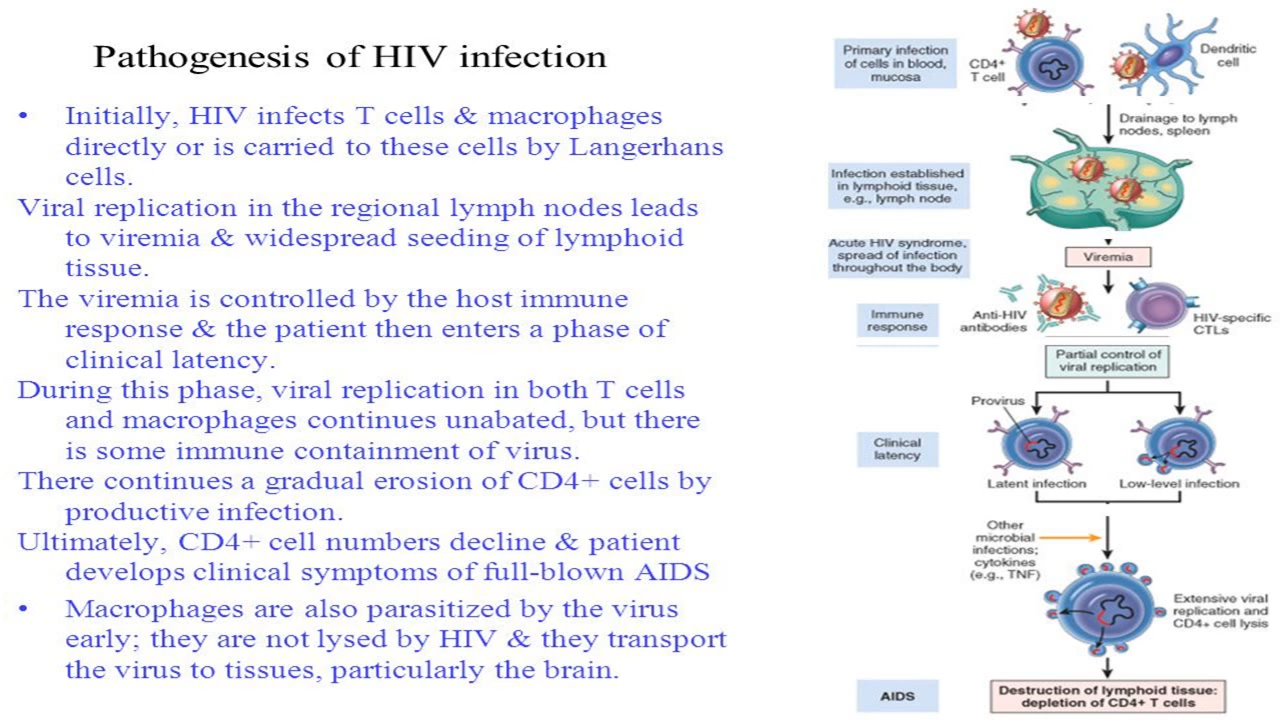 Pathogenesis of HIV infection
• Initially, HIV infects T cells & macrophages
directly or is carried to these cells by Langerhans
cells.
Viral replication in the regional lymph nodes leads
to viremia & widespread seeding of lymphoid
tissue.
The viremia is controlled by the host immune
response & the patient then enters a phase of
clinical latency.
During this phase, viral replication in both T cells
and macrophages continues unabated, but there
is some immune containment of virus.
There continues a gradual erosion of CD4+ cells by
productive infection.
Ultimately, CD4+ cell numbers decline & patient
develops clinical symptoms of full-blown AIDS
• Macrophages are also parasitized by the virus
early; they are not lysed by HIV & they transport
the virus to tissues, particularly the brain.
Primary infection
of cells in blood,
mucosa
CD4+
T cell
Dendritic
cell
Drainage to lymph
nodes, spleen
Infection established
in lymphoid tissue,
e.g., lymph node
Acute HIV syndrome,
spread of infection
throughout the body
Viremia
Immune
response
Anti-HIV
antibodies
HIV-specific
CTLs
Partial control of
viral replication
Provirus
Clinical
latency
Latent infection
Low-level infection
Other
microbial
infections;
cytokines
(e.g., TNF)
Extensive viral
replication and
CD4+ cell lysis
AIDS
Destruction of lymphoid tissue:
depletion of CD4+ T cells